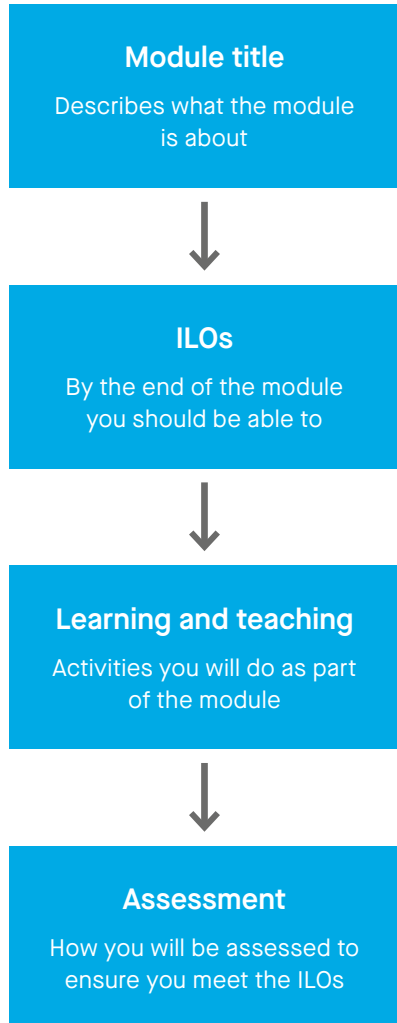 Module title
Describes what the module
is about
ILOs
By the end of the module
you should be able to
Learning and teaching
Activities you will do as part
of the module
Assessment
How you will be assessed to
ensure you meet the ILOs